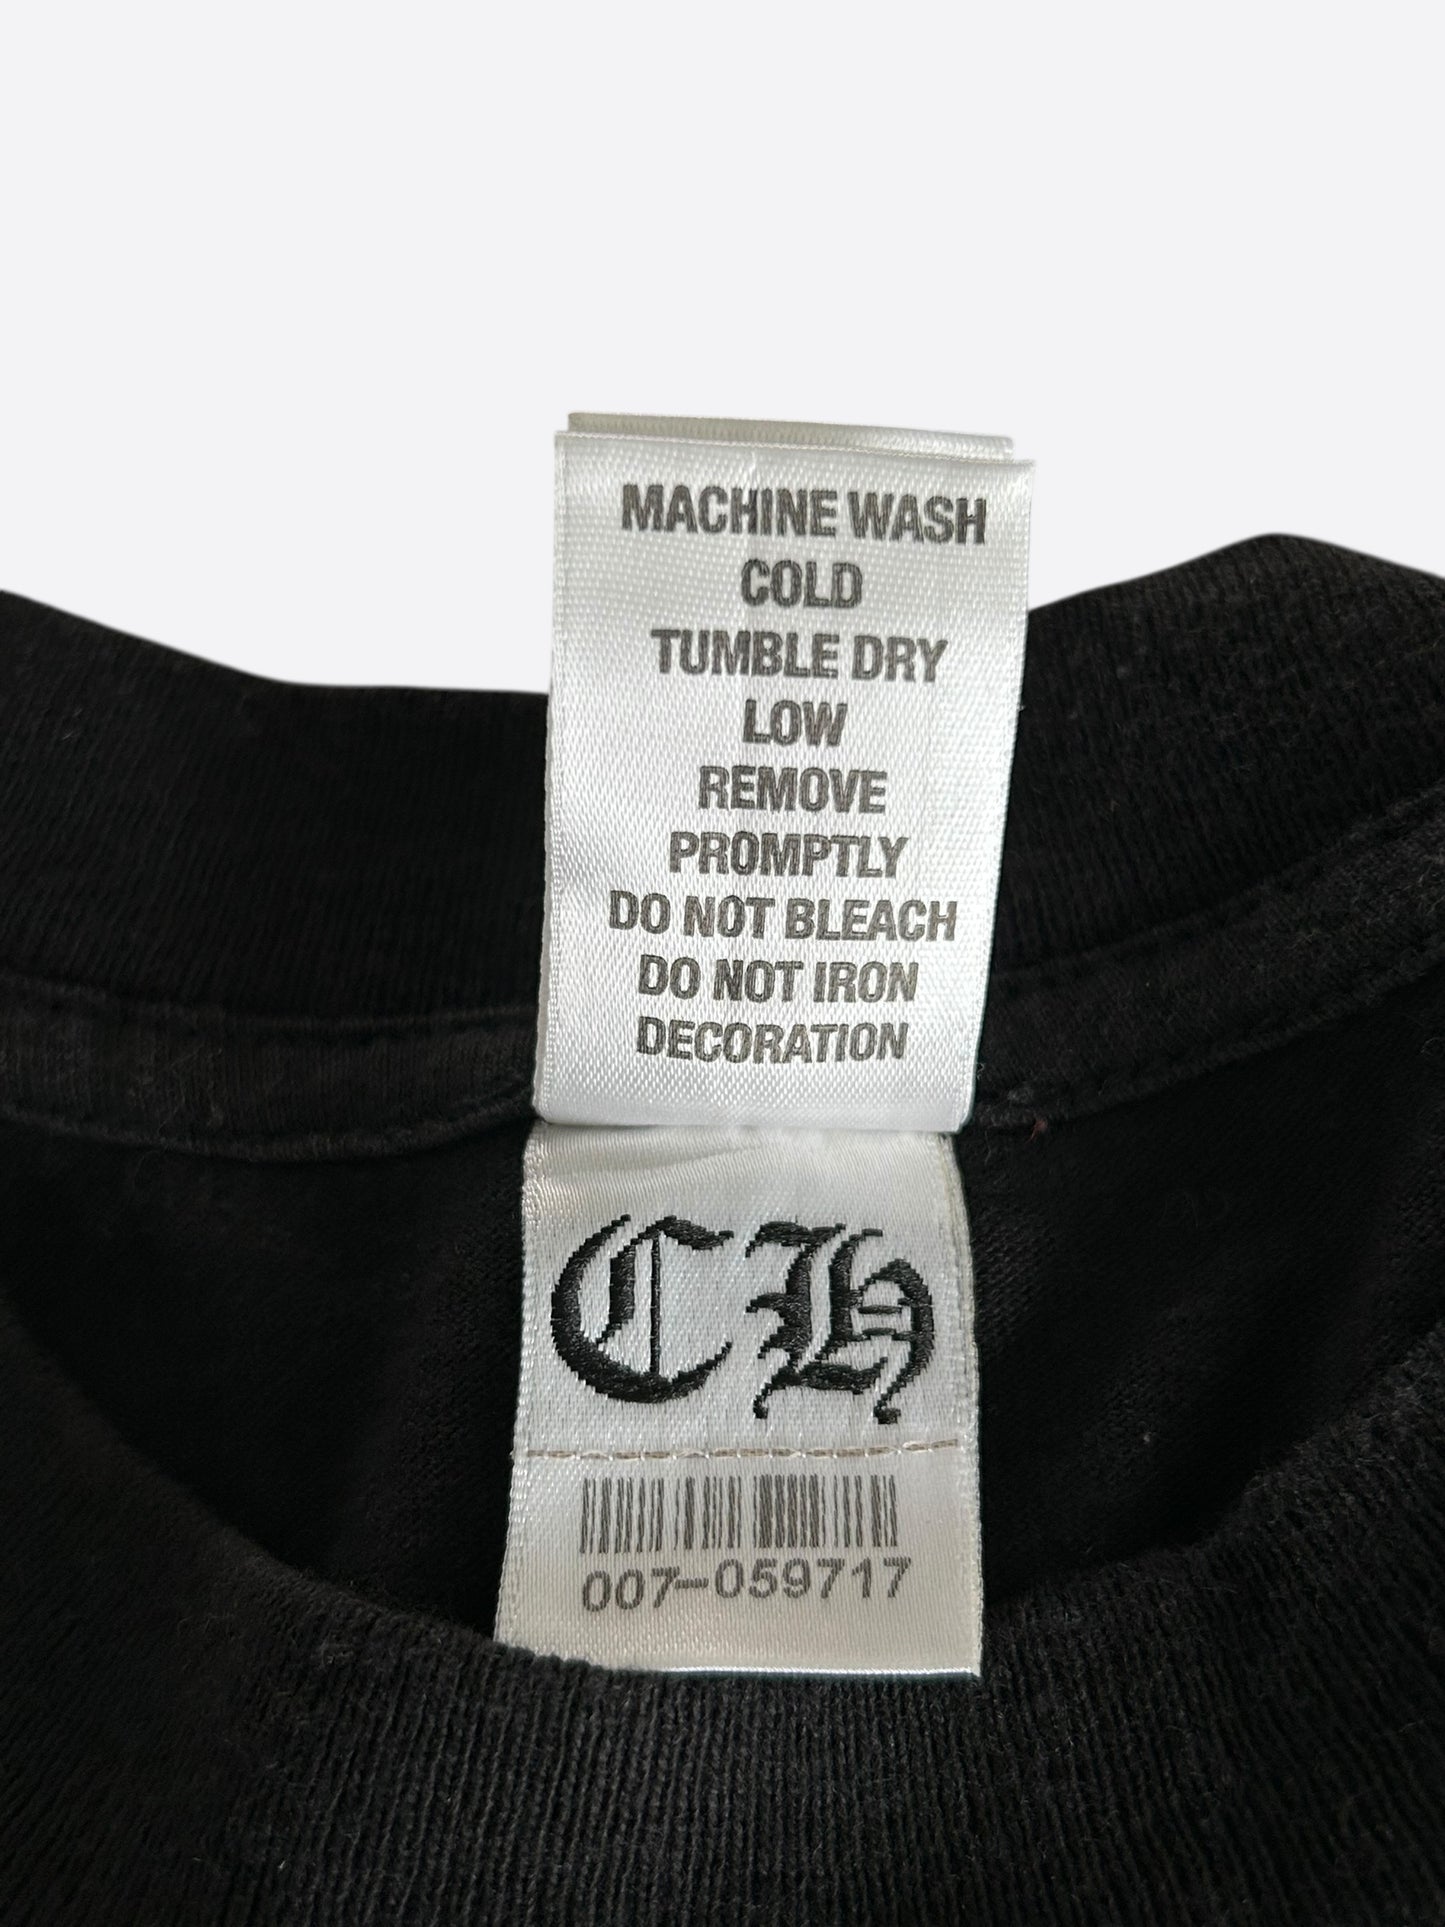 MACHINE WASH
COLD
TUMBLE DRY
LOW
REMOVE
PROMPTLY
DO NOT BLEACH
DO NOT IRON
DECORATION
CH
007-059717